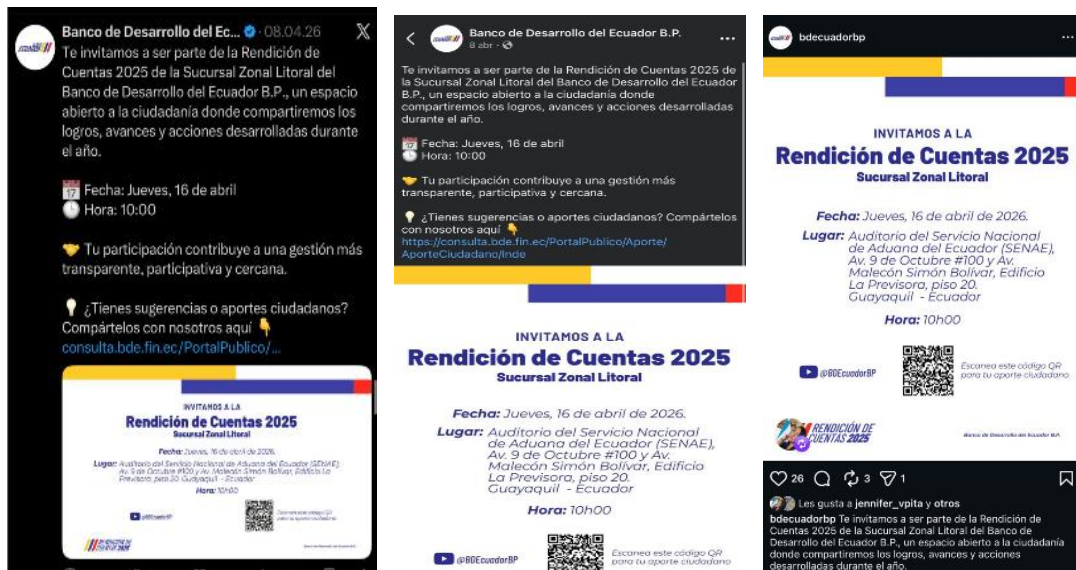 Banco de Desarrollo del Ec... · 08.04.26
Te invitamos a ser parte de la Rendición de
Cuentas 2025 de la Sucursal Zonal Litoral del
Banco de Desarrollo del Ecuador B.P., un espacio
abierto a la ciudadanía donde compartiremos los
logros, avances y acciones desarrolladas durante
el año.
Fecha: Jueves, 16 de abril
Hora: 10:00
Tu participación contribuye a una gestión más
transparente, participativa y cercana.
¿Tienes sugerencias o aportes ciudadanos?
Compártelos con nosotros aquí
consulta.bde.fin.ec/PortalPublico/...
INVITAMOS A LA
Rendición de Cuentas 2025
Sucursal Zonal Litoral
Fecha: Jueves, 16 de abril de 2026.
Lugar: Auditorio del Servicio Nacional de Aduana del Ecuador (SENAE),
Av. 9 de Octubre #100 y Av. Malecón Simón Bolívar, Edificio La
Previsora, piso 20. Guayaquil - Ecuador
Hora: 10h00
@BDEcuadorBP
Banco de Desarrollo del Ecuador B.P.
8 abr ·
Te invitamos a ser parte de la Rendición de Cuentas 2025 de
la Sucursal Zonal Litoral del Banco de Desarrollo del Ecuador
B.P., un espacio abierto a la ciudadanía donde
compartiremos los logros, avances y acciones desarrolladas
durante el año.
Fecha: Jueves, 16 de abril
Hora: 10:00
Tu participación contribuye a una gestión más
transparente, participativa y cercana.
¿Tienes sugerencias o aportes ciudadanos? Compártelos
con nosotros aquí
https://consulta.bde.fin.ec/PortalPublico/Aporte/
AporteCiudadano/Inde
INVITAMOS A LA
Rendición de Cuentas 2025
Sucursal Zonal Litoral
Fecha: Jueves, 16 de abril de 2026.
Lugar: Auditorio del Servicio Nacional
de Aduana del Ecuador (SENAE),
Av. 9 de Octubre #100 y Av.
Malecón Simón Bolívar, Edificio
La Previsora, piso 20.
Guayaquil - Ecuador
Hora: 10h00
@BDEcuadorBP
Escanea este código QR
para tu aporte ciudadano
bdecuadorbp
INVITAMOS A LA
Rendición de Cuentas 2025
Sucursal Zonal Litoral
Fecha: Jueves, 16 de abril de 2026.
Lugar: Auditorio del Servicio Nacional
de Aduana del Ecuador (SENAE),
Av. 9 de Octubre #100 y Av.
Malecón Simón Bolívar, Edificio
La Previsora, piso 20.
Guayaquil - Ecuador
Hora: 10h00
@BDEcuadorBP
Escanea este código QR
para tu aporte ciudadano
RENDICIÓN DE
CUENTAS 2025
Banco de Desarrollo del Ecuador B.P.
26 3 1
Les gusta a jennifer_vpita y otros
bdecuadorbp Te invitamos a ser parte de la Rendición de
Cuentas 2025 de la Sucursal Zonal Litoral del Banco de
Desarrollo del Ecuador B.P., un espacio abierto a la ciudadanía
donde compartiremos los logros, avances y acciones
desarrolladas durante el año.